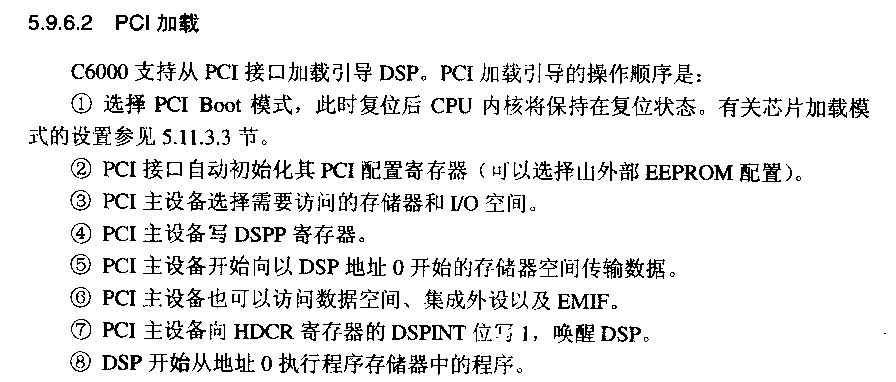 5.9.6.2 PCI 加载
C6000 支持从 PCI 接口加载引导 DSP。PCI 加载引导的操作顺序是：
① 选择 PCI Boot 模式，此时复位后 CPU 内核将保持在复位状态。有关芯片加载模
式的设置参见 5.11.3.3 节。
② PCI 接口自动初始化其 PCI 配置寄存器（可以选择由外部 EEPROM 配置）。
③ PCI 主设备选择需要访问的存储器和 I/O 空间。
④ PCI 主设备写 DSPP 寄存器。
⑤ PCI 主设备开始向以 DSP 地址 0 开始的存储器空间传输数据。
⑥ PCI 主设备也可以访问数据空间、集成外设以及 EMIF。
⑦ PCI 主设备向 HDCR 寄存器的 DSPINT 位写 1，唤醒 DSP。
⑧ DSP 开始从地址 0 执行程序存储器中的程序。